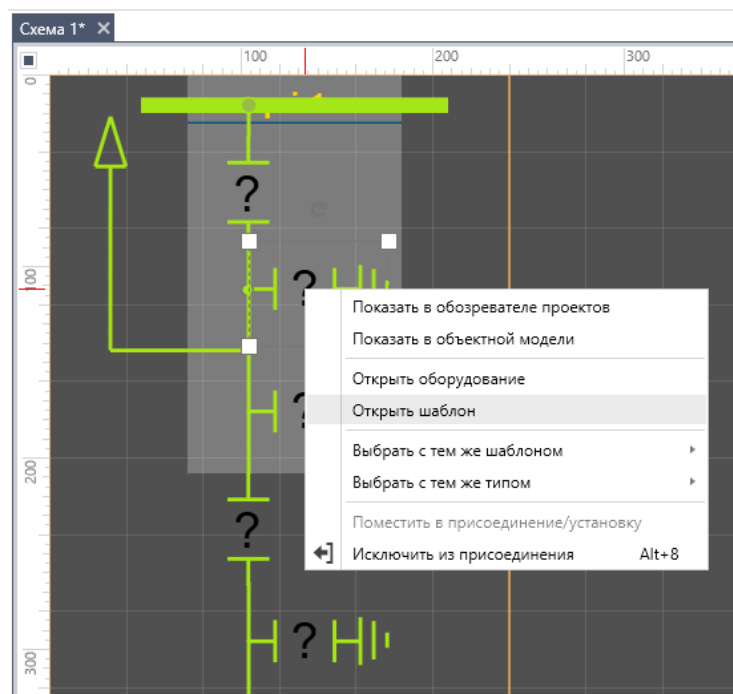 Схема 1*
100
200
300
0
?
?
100
?
Показать в обозревателе проектов
Показать в объектной модели
Открыть оборудование
Открыть шаблон
Выбрать с тем же шаблоном
Выбрать с тем же типом
Поместить в присоединение/установку
Исключить из присоединения Alt+8
200
?
?
300